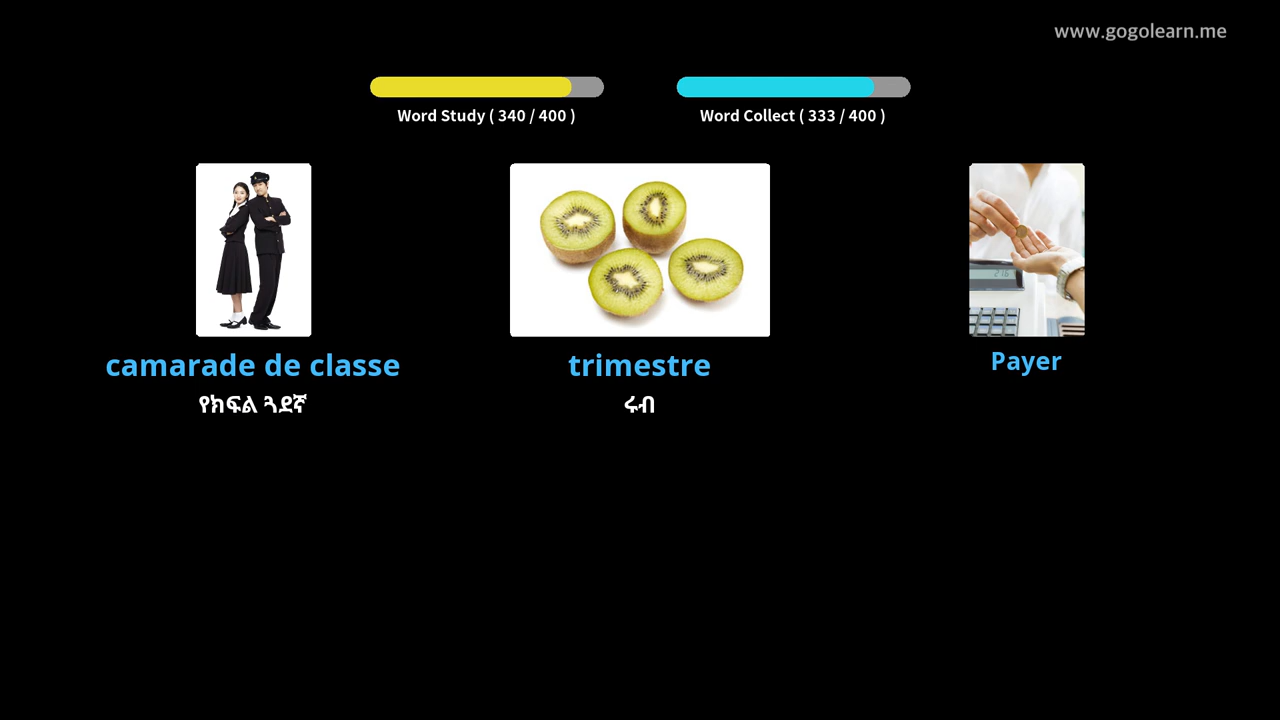 www.gogolearn.me
Word Study ( 340 / 400 )
Word Collect ( 333 / 400 )
camarade de classe
trimestre
Payer
የክፍል ጓደኛ
ሩብ